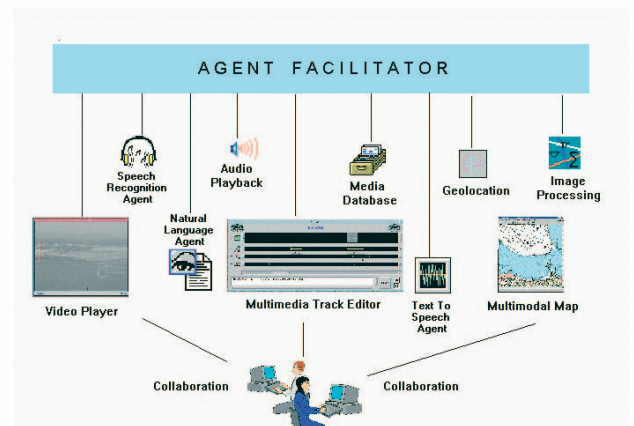 AGENT FACILITATOR
Speech
Recognition
Agent
Audio
Playback
Media
Database
Geolocation
Image
Processing
Natural
Language
Agent
Video Player
Multimedia Track Editor
Text To
Speech
Agent
Multimodal Map
Collaboration
Collaboration